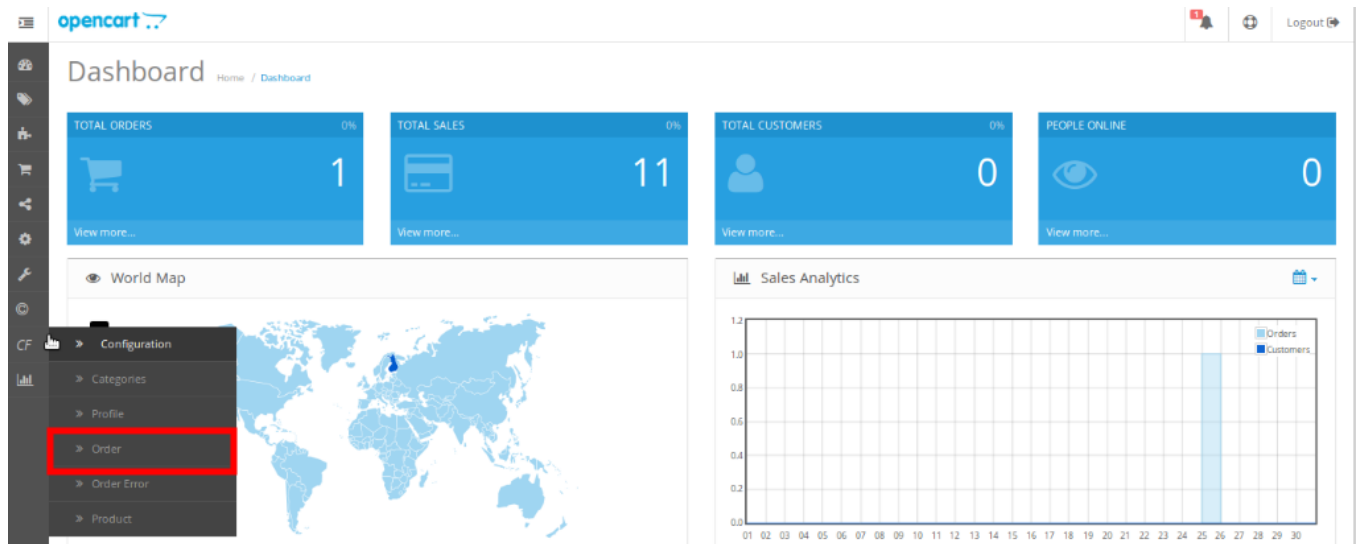 opencart
1
Logout
Dashboard
Home / Dashboard
TOTAL ORDERS 0%
1
View more...
TOTAL SALES 0%
11
View more...
TOTAL CUSTOMERS 0%
0
View more...
PEOPLE ONLINE
0
View more...
World Map
Sales Analytics
CF
» Configuration
» Categories
» Profile
» Order
» Order Error
» Product
Orders
Customers
1.2
1.0
0.8
0.6
0.4
0.2
0.0
01 02 03 04 05 06 07 08 09 10 11 12 13 14 15 16 17 18 19 20 21 22 23 24 25 26 27 28 29 30